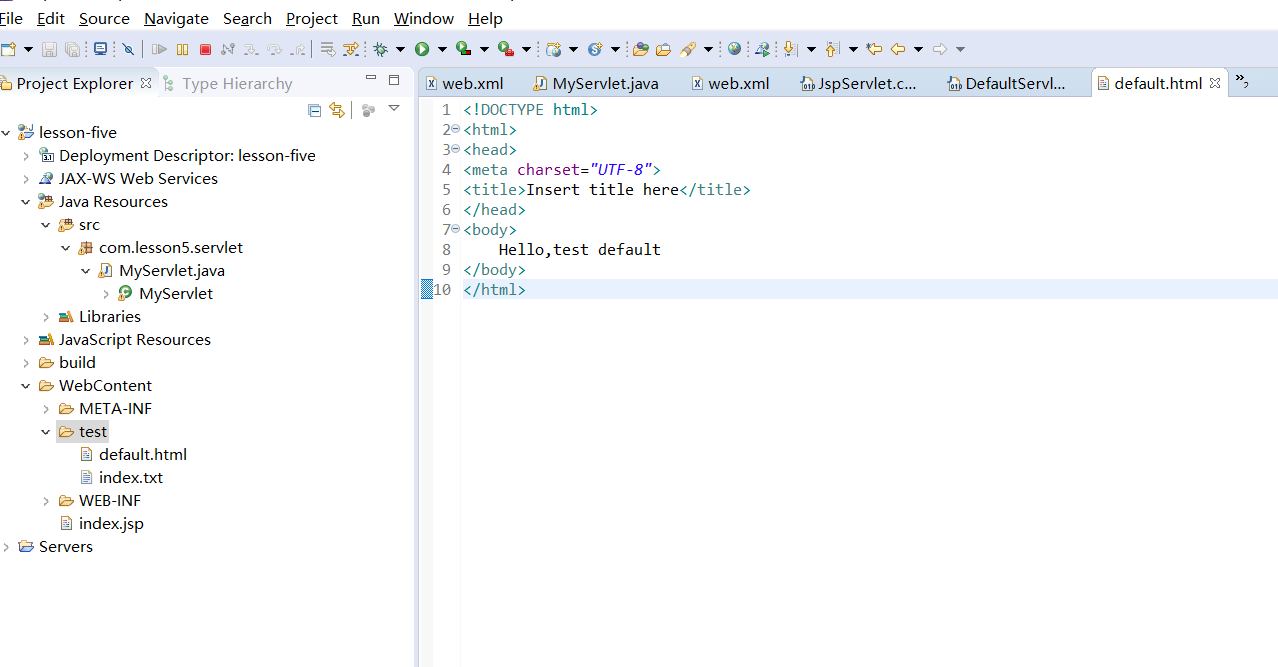 File Edit Source Navigate Search Project Run Window Help
Project Explorer Type Hierarchy
lesson-five
Deployment Descriptor: lesson-five
JAX-WS Web Services
Java Resources
src
com.lesson5.servlet
MyServlet.java
MyServlet
Libraries
JavaScript Resources
build
WebContent
META-INF
test
default.html
index.txt
WEB-INF
index.jsp
Servers
web.xml MyServlet.java web.xml JspServlet.c... DefaultServl... default.html »2
1 <!DOCTYPE html>
2 <html>
3 <head>
4 <meta charset="UTF-8">
5 <title>Insert title here</title>
6 </head>
7 <body>
8 Hello,test default
9 </body>
10 </html>